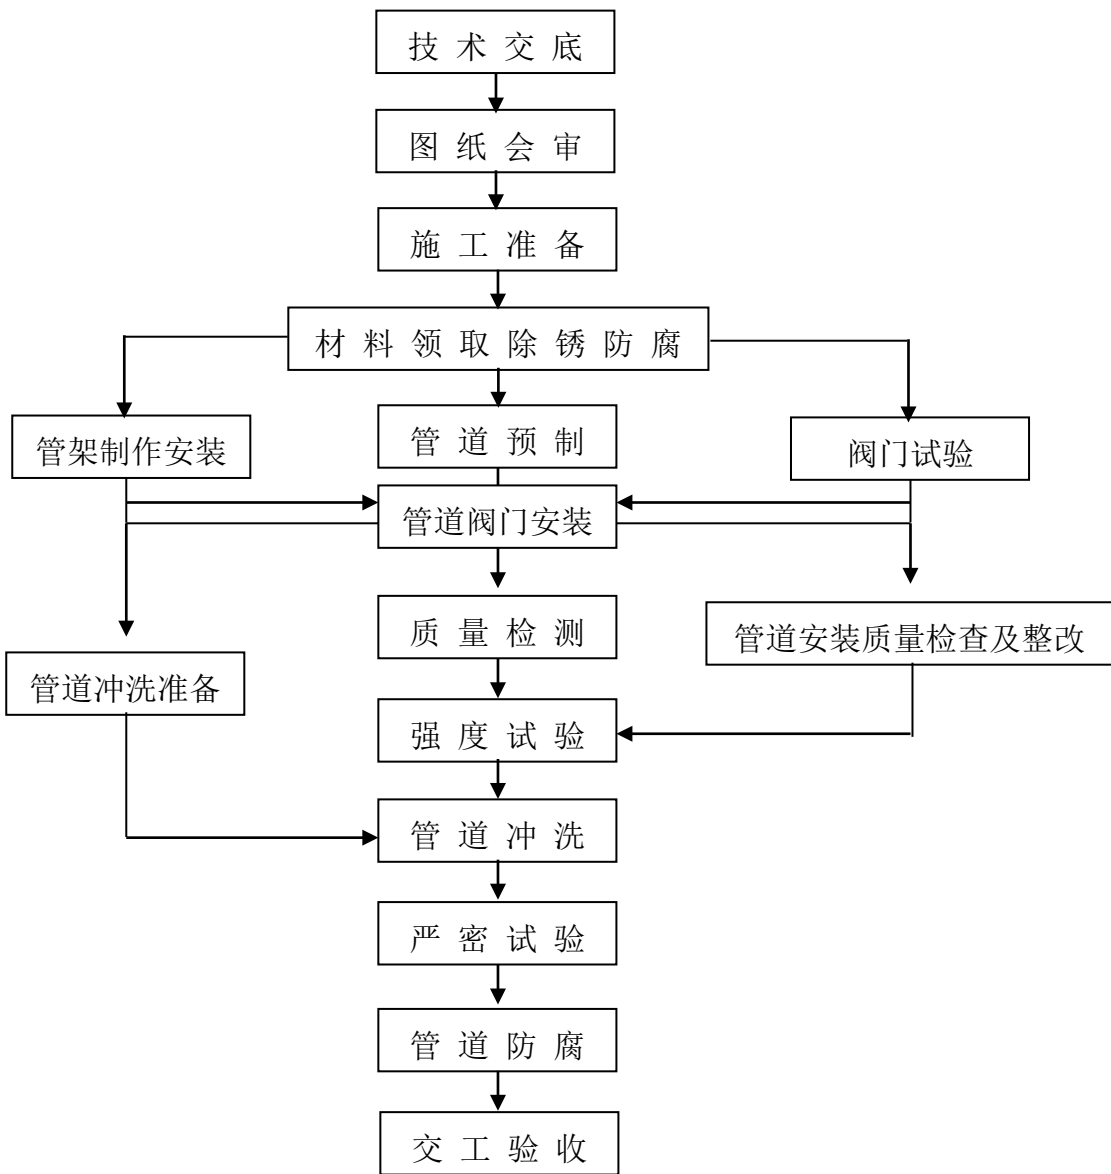 技术交底
图纸会审
施工准备
材料领取除锈防腐
管架制作安装
管道预制
阀门试验
管道阀门安装
质量检测
管道安装质量检查及整改
管道冲洗准备
强度试验
管道冲洗
严密试验
管道防腐
交工验收